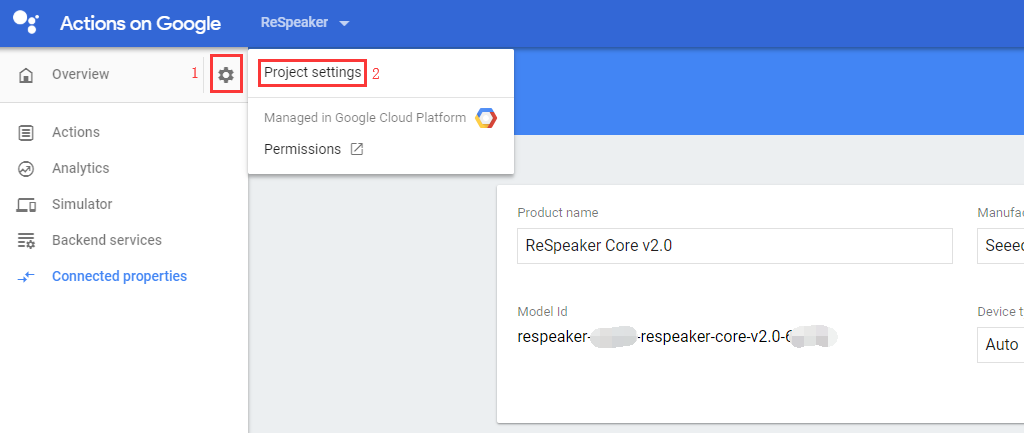 Actions on Google
ReSpeaker
Overview
1
Project settings
2
Managed in Google Cloud Platform
Permissions
Actions
Analytics
Simulator
Backend services
Connected properties
Product name
ReSpeaker Core v2.0
Manufac
Seeed
Model Id
respeaker- -respeaker-core-v2.0-6
Device t
Auto